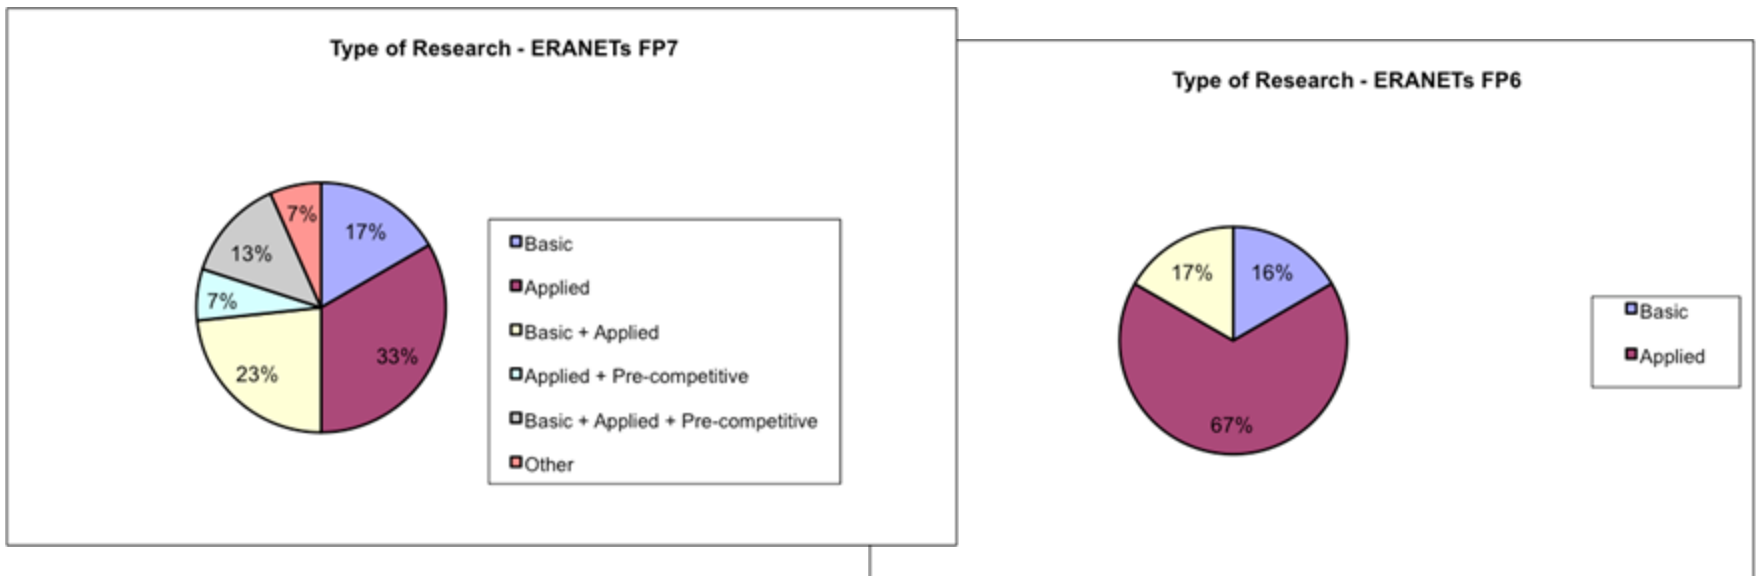 Type of Research - ERANETs FP7
7%
17%
13%
7%
33%
23%
Basic
Applied
Basic + Applied
Applied + Pre-competitive
Basic + Applied + Pre-competitive
Other
Type of Research - ERANETs FP6
17%
16%
67%
Basic
Applied